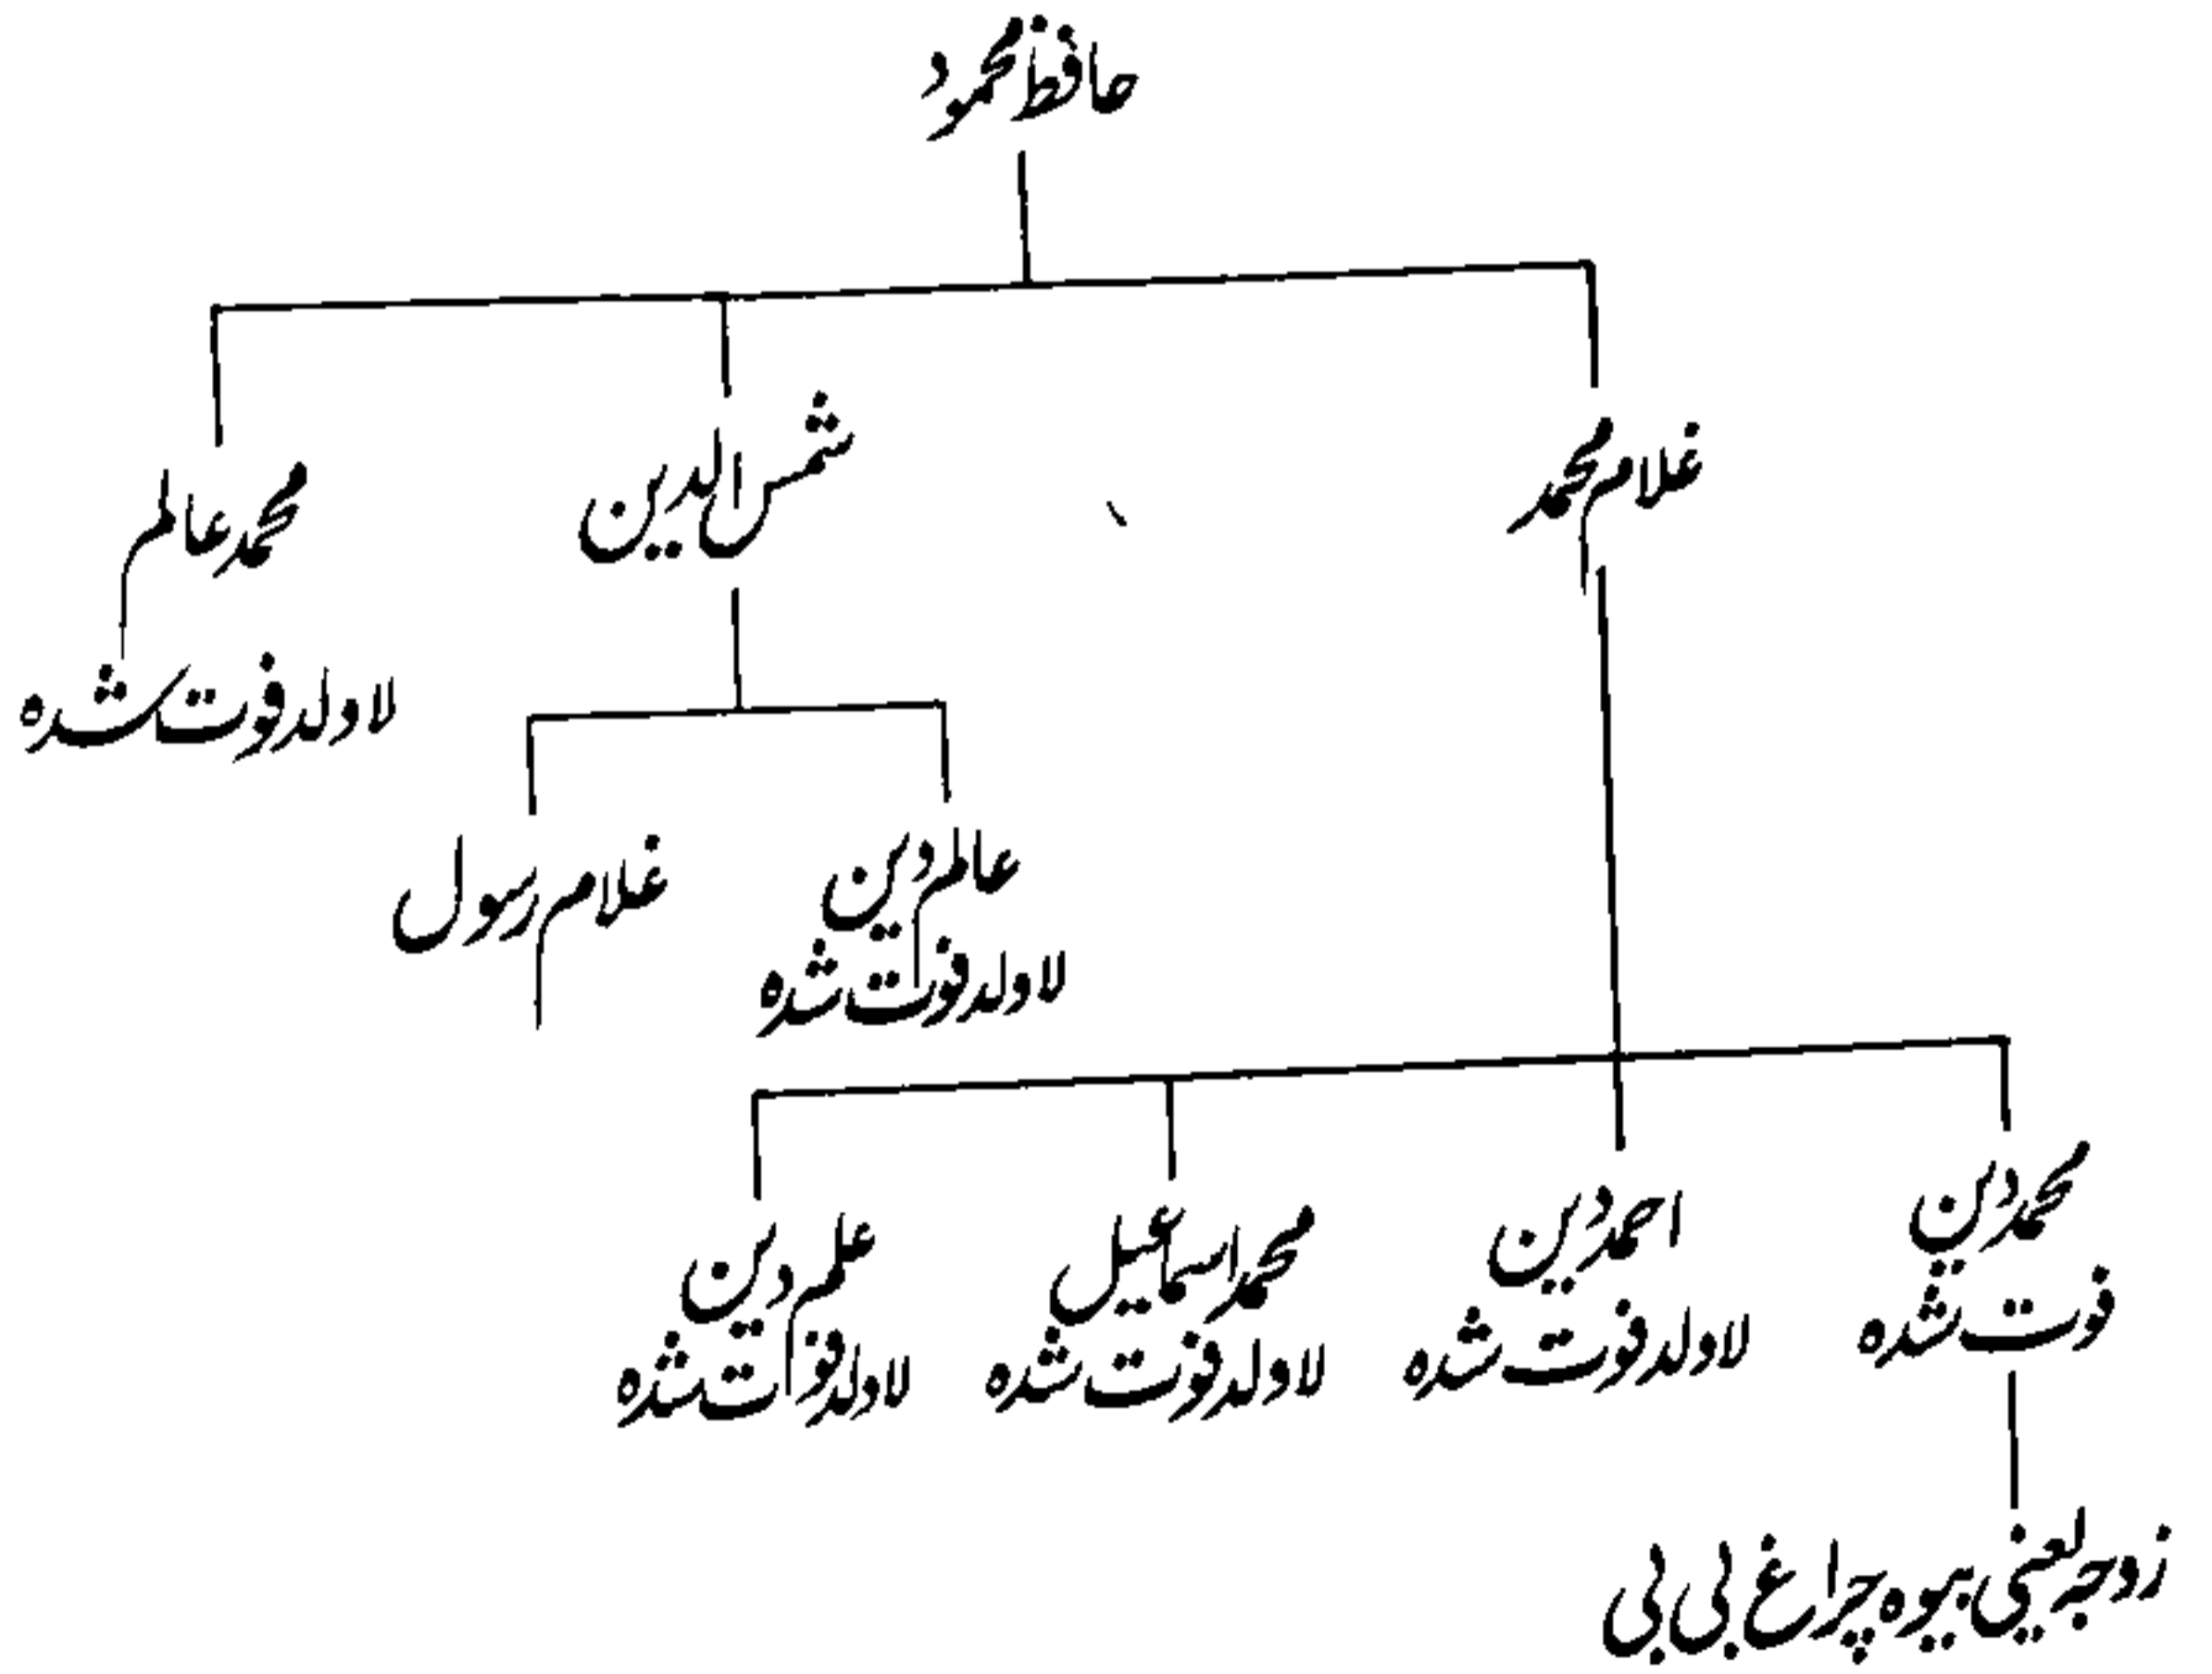 حافظ محمود
غلام محمد
شمس الدین
محمد عالم
لاولد فوت شدہ
عالم دین
لاولد فوت شدہ
غلام رسول
محمد دین
فوت شدہ
احمد دین
لاولد فوت شدہ
محمد اسماعیل
لاولد فوت شدہ
علم دین
لاولد فوت شدہ
زوجہ یعنی بیوہ چراغ بی بی